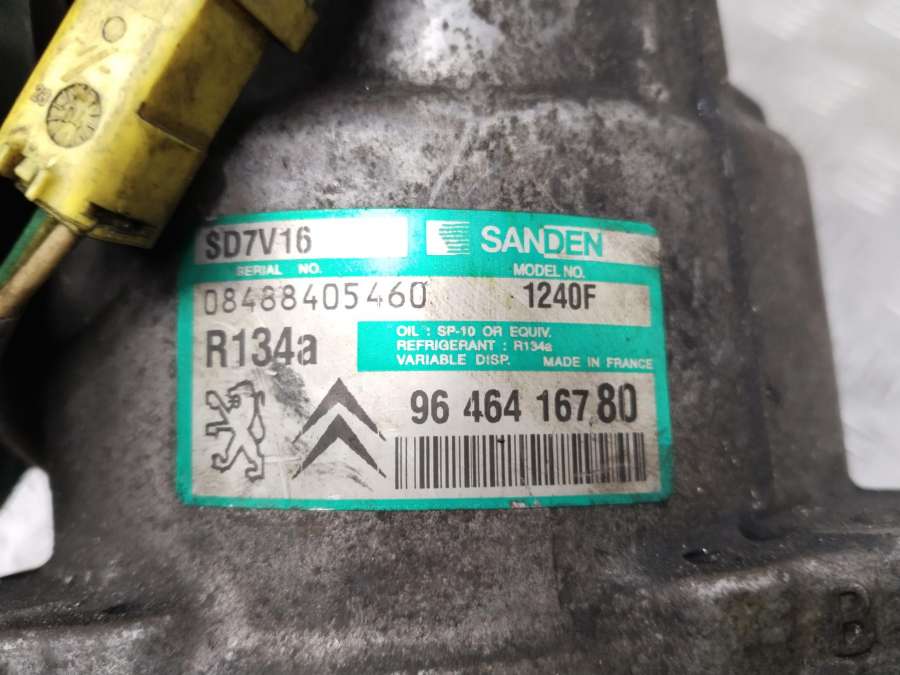 SD7V16
SANDEN
SERIAL NO.
MODEL NO.
08488405460
1240F
R134a
OIL : SP-10 OR EQUIV.
REFRIGERANT : R134a
VARIABLE DISP. MADE IN FRANCE
96 464 167 80
B